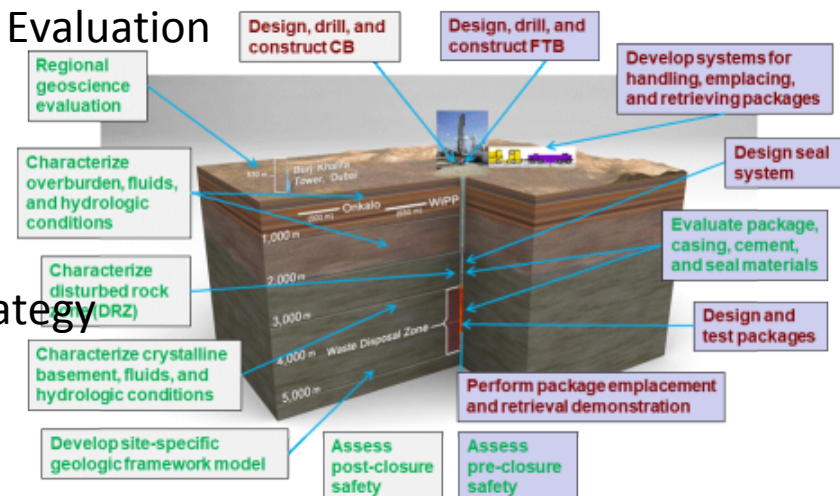 Evaluation
Design, drill, and
construct CB
Design, drill, and
construct FTB
Regional
geoscience
evaluation
Develop systems for
handling, emplacing,
and retrieving packages
Characterize
overburden, fluids,
and hydrologic
conditions
830 m
Burj Khalifa
Tower, Dubai
Design seal
system
Onkalo
(500 m)
WIPP
(655 m)
1,000 m
Evaluate package,
casing, cement,
and seal materials
Characterize
disturbed rock
zone (DRZ)
ategy
2,000 m
3,000 m
Design and
test packages
Waste Disposal Zone
4,000 m
Characterize crystalline
basement, fluids, and
hydrologic conditions
5,000 m
Perform package emplacement
and retrieval demonstration
Develop site-specific
geologic framework model
Assess
post-closure
safety
Assess
pre-closure
safety